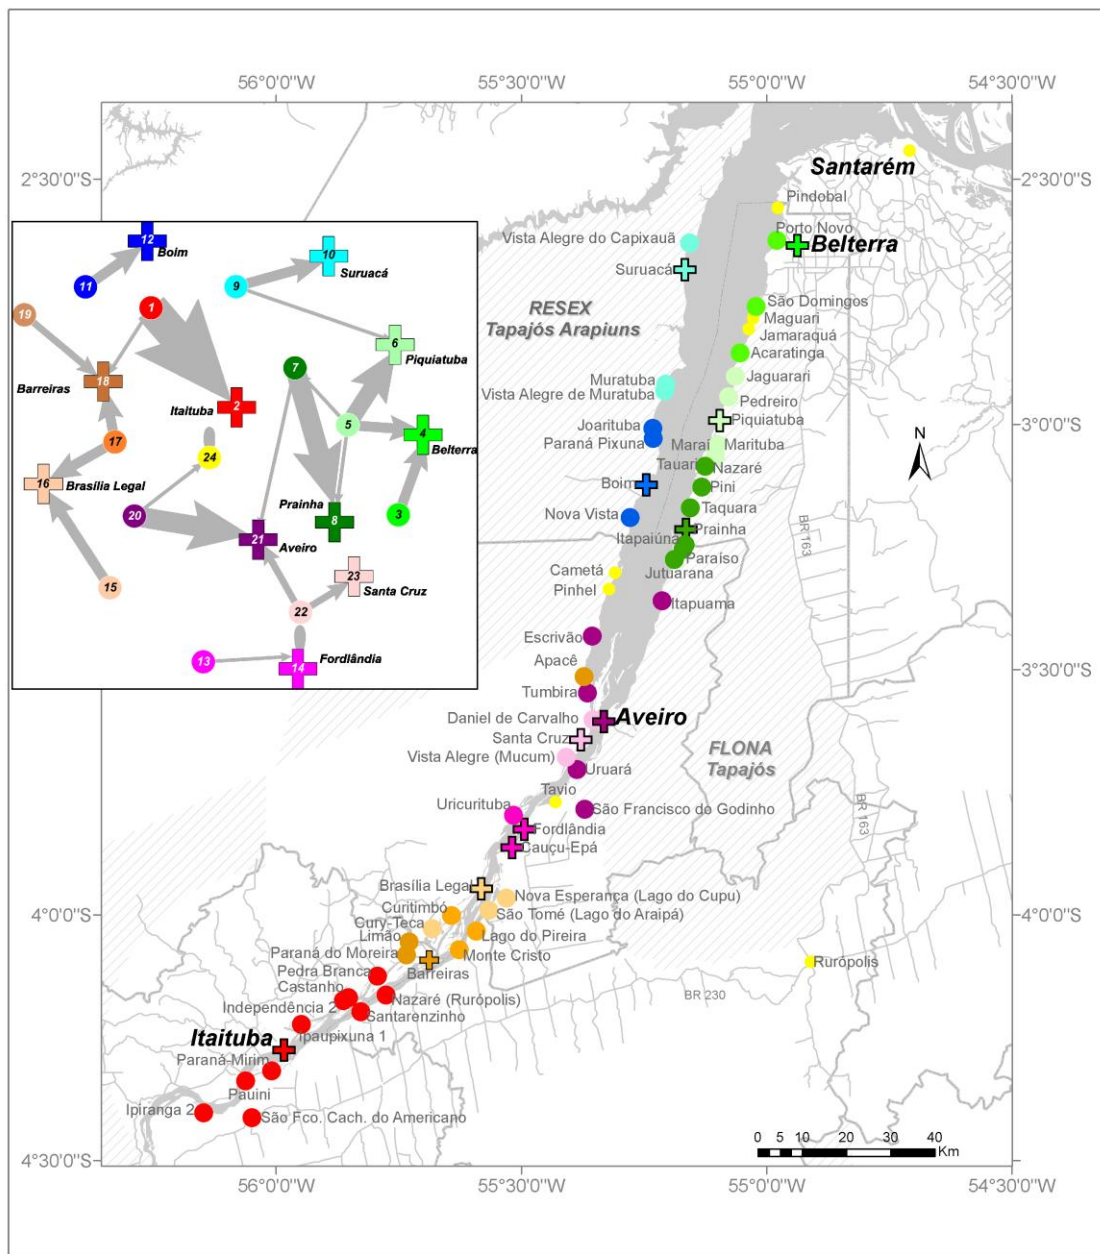 56°0'0"W 55°30'0"W 55°0'0"W 54°30'0"W
2°30'0"S
3°0'0"S
3°30'0"S
4°0'0"S
4°30'0"S
2°30'0"S
3°0'0"S
3°30'0"S
4°0'0"S
4°30'0"S
Santarém
Pindobal
Vista Alegre do Capixauã
Porto Novo
Belterra
Suruacá
RESEX
Tapajós Arapiuns
São Domingos
Maguari
Jamaraquá
Acaratinga
Muratuba
Jaguarari
Vista Alegre de Muratuba
Pedreiro
Joarituba
Piquiatuba
Paraná Pixuna
Maraí
Marituba
Tauari
Nazaré
Boim
Pini
Nova Vista
Taquara
Itapaiúna
Prainha
Cametá
Paraíso
Jutuarana
Pinhel
Itapuama
Escrivão
Apacê
Tumbira
Daniel de Carvalho
Aveiro
Santa Cruz
Vista Alegre (Mucum)
Uruará
FLONA
Tapajós
Tavio
Uricurituba
São Francisco do Godinho
Fordlândia
Cauçu-Epá
Brasília Legal
Nova Esperança (Lago do Cupu)
Curitimbó
São Tomé (Lago do Araipá)
Cury-Teca
Limão
Lago do Pireira
Paraná do Moreira
Monte Cristo
Barreiras
Pedra Branca
Castanho
Nazaré (Rurópolis)
Independência 2
Santarenzinho
Itaituba
Ipaupixuna 1
Paraná-Mirim
Pauini
Ipiranga 2
São Fco. Cach. do Americano
Rurópolis
BR 163
BR 163
BR 230
N
0 5 10 20 30 40
Km
56°0'0"W 55°30'0"W 55°0'0"W 54°30'0"W
12
Boim
10
Suruacá
11
9
19
1
6
Piquiatuba
7
18
Barreiras
2
Itaituba
5
4
Belterra
17
24
16
Brasília Legal
20
Prainha
8
3
21
Aveiro
15
23
Santa Cruz
22
13
14
Fordlândia